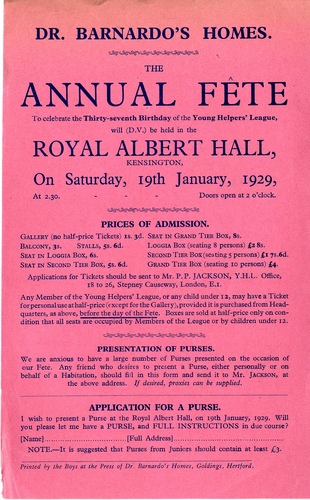 DR. BARNARDO'S HOMES.
THE
ANNUAL FÊTE
To celebrate the Thirty-seventh Birthday of the Young Helpers' League,
will (D.V.) be held in the
ROYAL ALBERT HALL,
KENSINGTON,
On Saturday, 19th January, 1929,
At 2.30. - - - Doors open at 2 o'clock.
PRICES OF ADMISSION.
GALLERY (no half-price Tickets) 1s. 3d. SEAT IN GRAND TIER BOX, 8s.
BALCONY, 3s. STALLS, 5s. 6d. LOGGIA BOX (seating 8 persons) £2 8s.
SEAT IN LOGGIA BOX, 6s. SECOND TIER BOX (seating 5 persons) £1 7s. 6d.
SEAT IN SECOND TIER BOX, 5s. 6d. GRAND TIER BOX (seating 10 persons) £4.
Applications for Tickets should be sent to Mr. P. P. JACKSON, Y.H.L. Office,
18 to 26, Stepney Causeway, London, E.1.
Any Member of the Young Helpers' League, or any child under 12, may have a Ticket
for personal use at half-price (except for the Gallery), provided it is purchased from Head-
quarters, as above, before the day of the Fete. Boxes are sold at half-price only on con-
dition that all seats are occupied by Members of the League or by children under 12.
PRESENTATION OF PURSES.
We are anxious to have a large number of Purses presented on the occasion of
our Fete. Any friend who desires to present a Purse, either personally or on
behalf of a Habitation, should fill in this form and send it to Mr. JACKSON, at
the above address. If desired, proxies can be supplied.
APPLICATION FOR A PURSE.
I wish to present a Purse at the Royal Albert Hall, on 19th January, 1929. Will
you please let me have a PURSE, and FULL INSTRUCTIONS in due course?
[Name]..................[Full Address]..................
NOTE.—It is suggested that Purses from Juniors should contain at least £3.
Printed by the Boys at the Press of Dr. Barnardo's Homes, Goldings, Hertford.